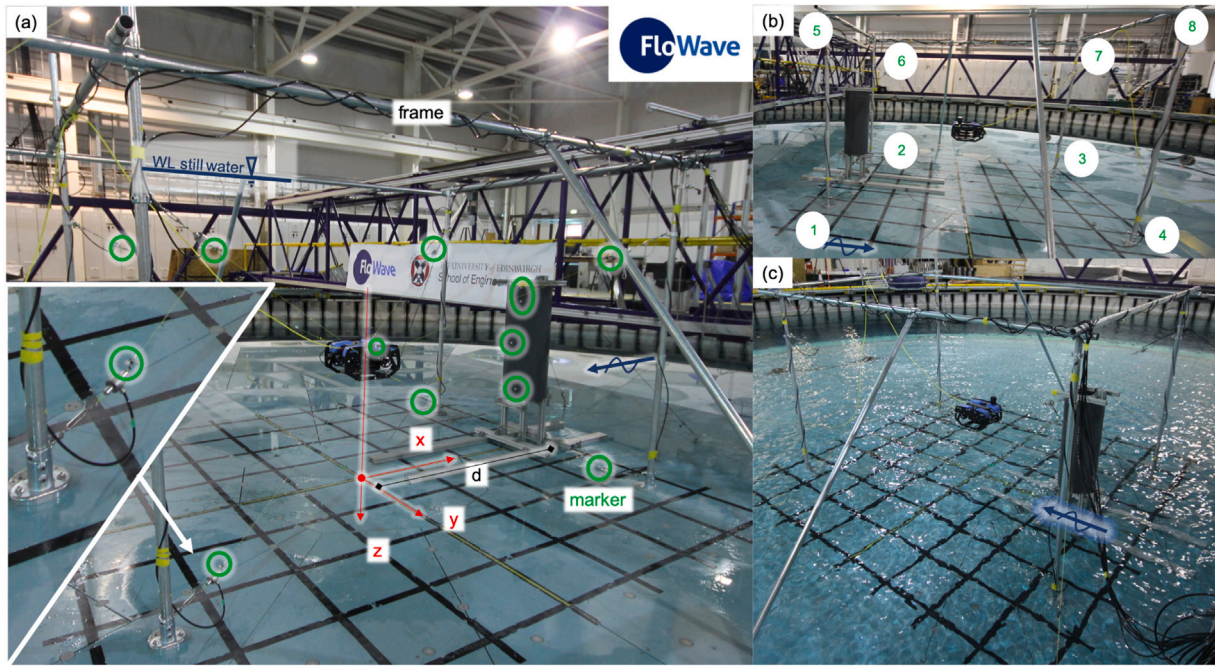 (a)
FloWave
frame
WL still water
FloWave
UNIVERSITY of EDINBURGH
School of Engineer
x
d
y
z
marker
(b)
5
8
6
7
2
3
1
4
(c)